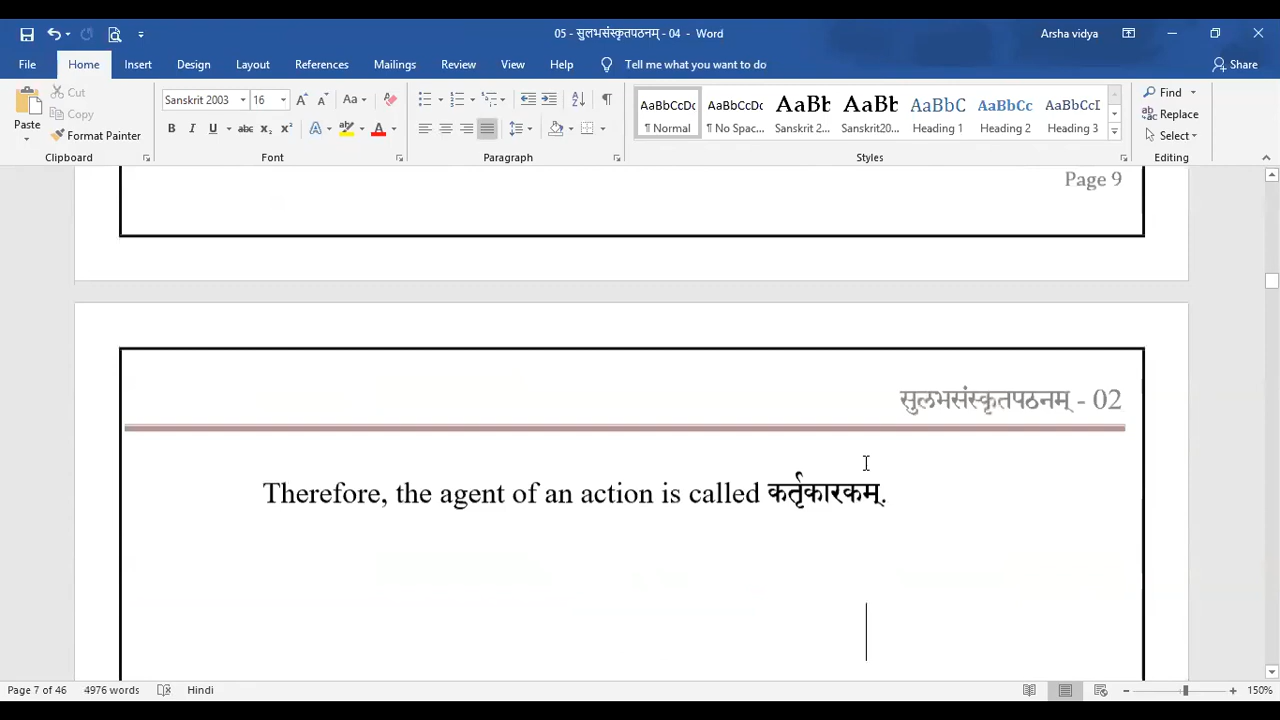 05 - सुलभसंस्कृतपठनम् - 04 - Word
Arsha vidya
File Home Insert Design Layout References Mailings Review View Help Tell me what you want to do
Share
Paste
Cut
Copy
Format Painter
Clipboard
Sanskrit 2003 16
Font
Paragraph
AaBbCcDc AaBbCcDc AaBb AaBb AaBbC AaBbCc AaBbCcI
¶ Normal ¶ No Spac... Sanskrit 2... Sanskrit20... Heading 1 Heading 2 Heading 3
Styles
Find
Replace
Select
Editing
Page 9
सुलभसंस्कृतपठनम् - 02
Therefore, the agent of an action is called कर्तृकारकम्.
Page 7 of 46 4976 words Hindi
150%